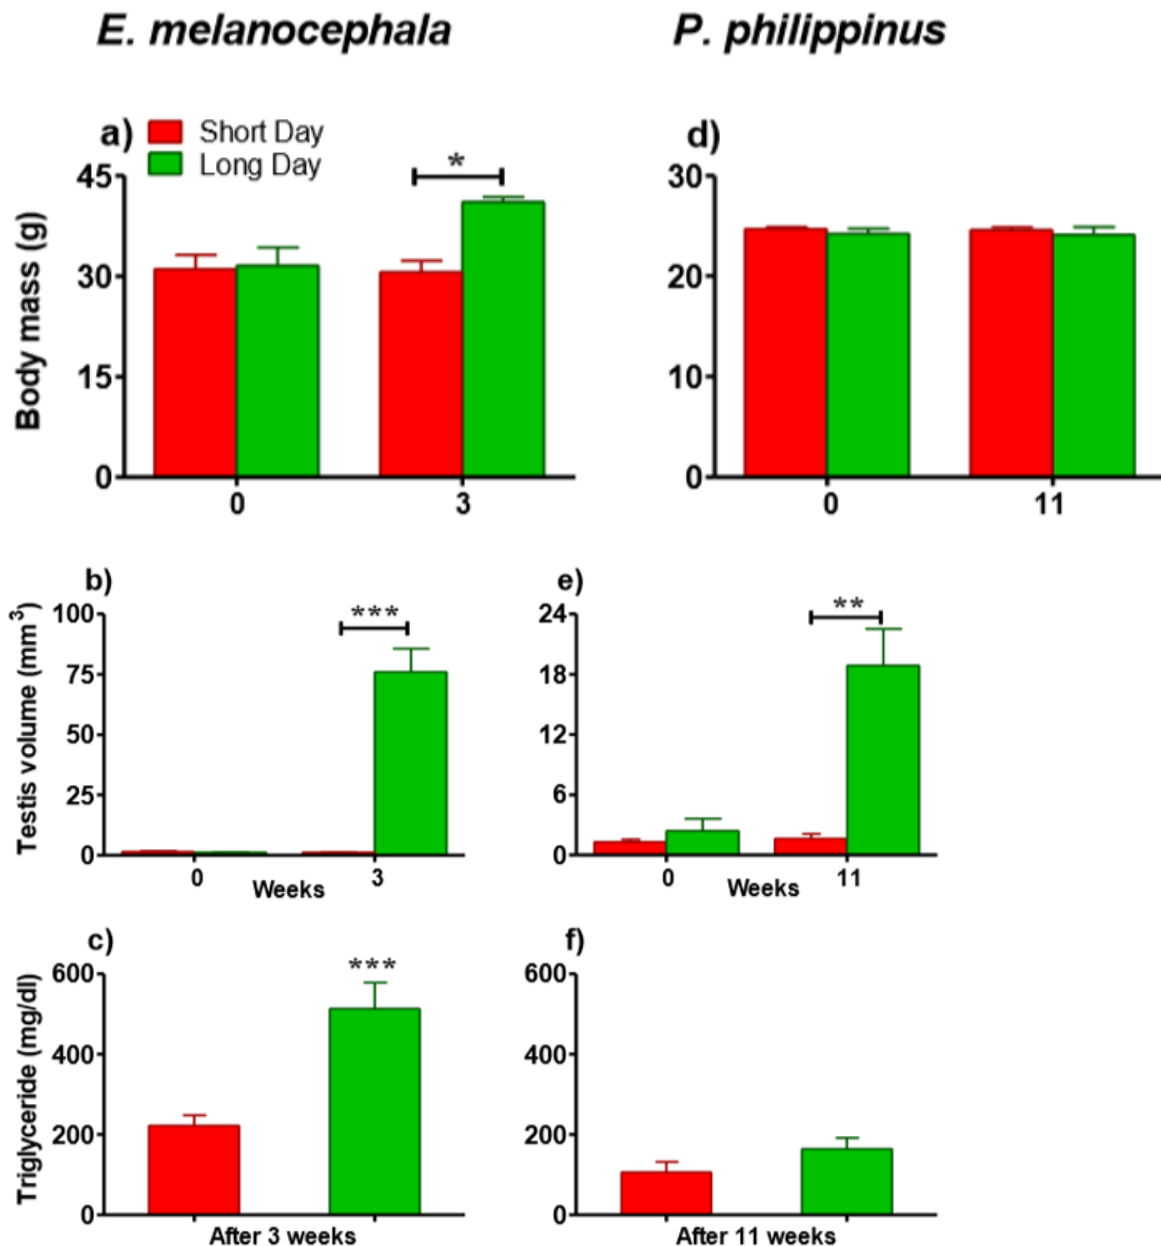 E. melanocephala
P. philippinus
a)
Short Day
Long Day
*
Body mass (g)
45
30
15
0
0
3
d)
30
20
10
0
0
11
b)
***
Testis volume (mm³)
100
75
50
25
0
0
3
Weeks
e)
**
24
18
12
6
0
0
11
Weeks
c)
***
Triglyceride (mg/dl)
600
400
200
0
After 3 weeks
f)
600
400
200
0
After 11 weeks